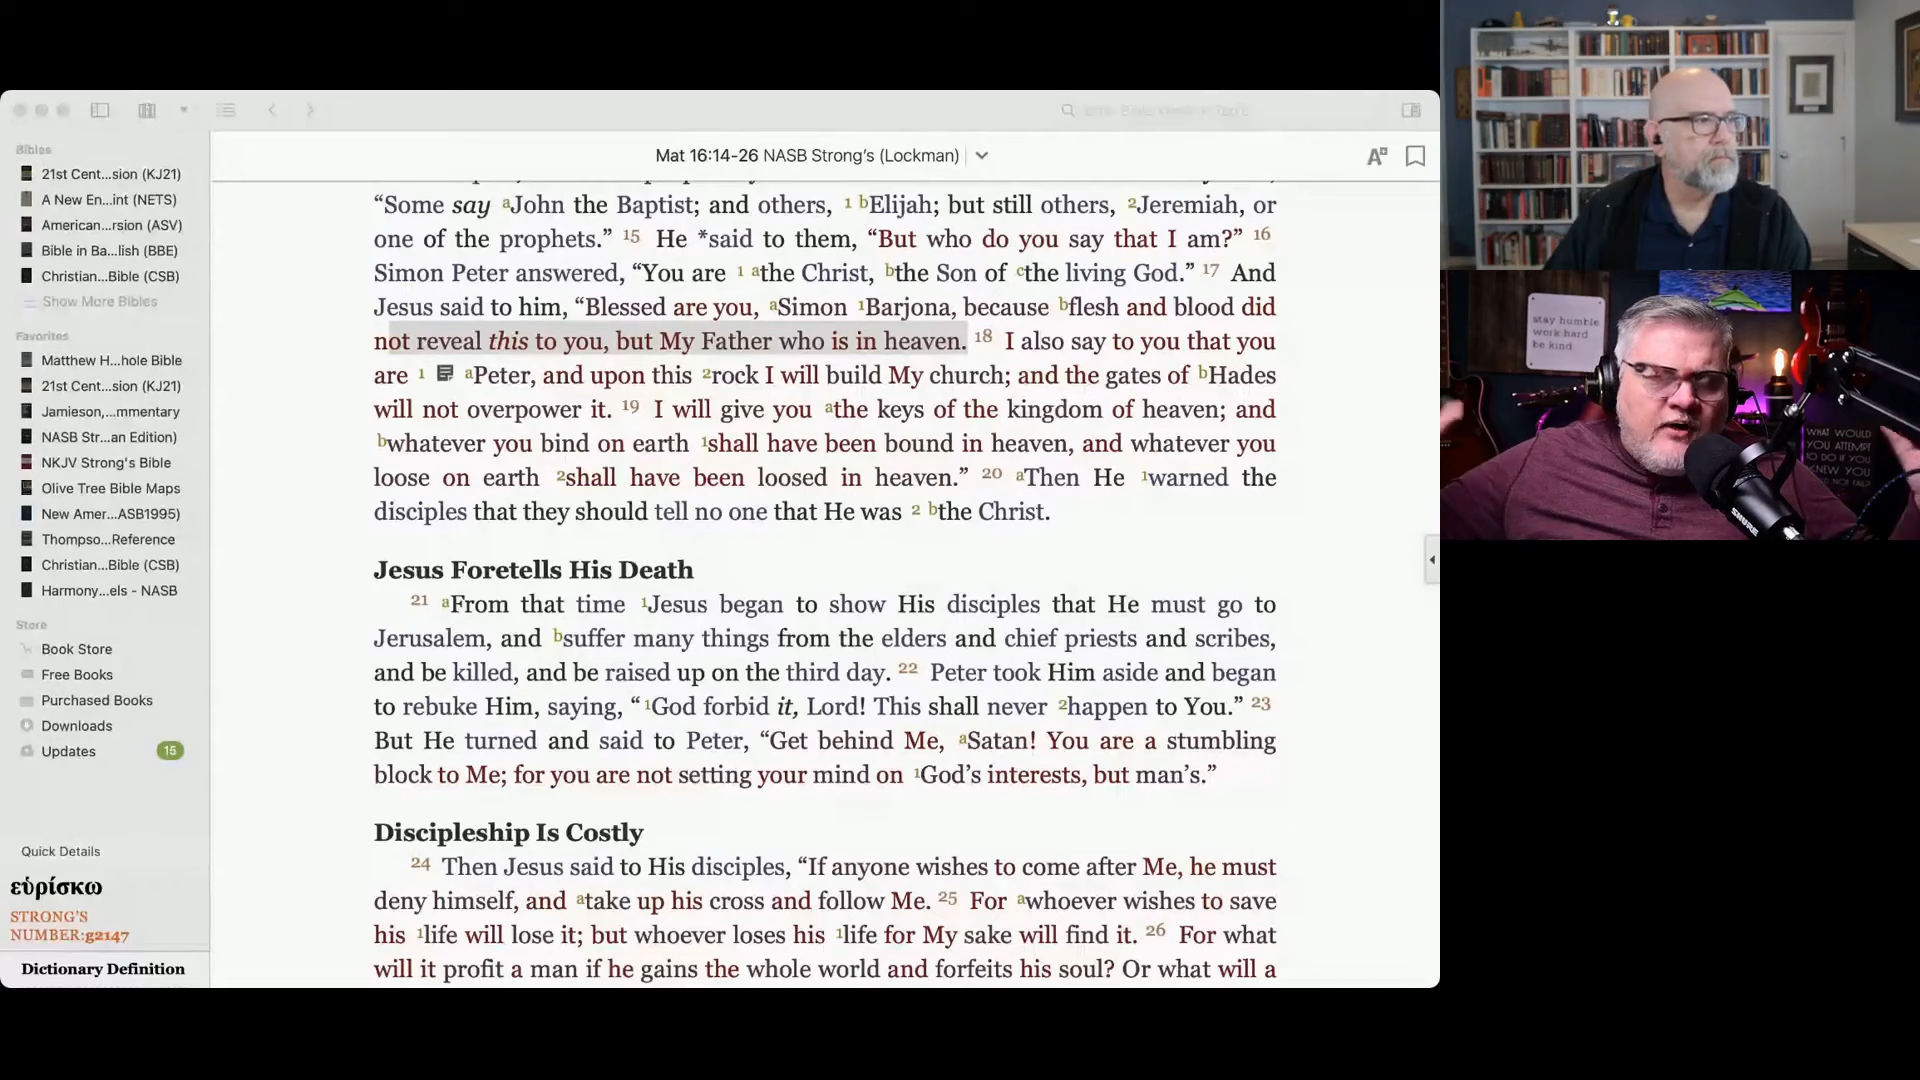 Bibles
21st Cent...sion (KJ21)
A New En...int (NETS)
American...rsion (ASV)
Bible in Ba...lish (BBE)
Christian...Bible (CSB)
Show More Bibles
Favorites
Matthew H...hole Bible
21st Cent...sion (KJ21)
Jamieson,...mmentary
NASB Str...an Edition)
NKJV Strong's Bible
Olive Tree Bible Maps
New Amer...ASB1995)
Thompso...Reference
Christian...Bible (CSB)
Harmony...els - NASB
Store
Book Store
Free Books
Purchased Books
Downloads
Updates 15
Quick Details
εὑρίσκω
STRONG'S
NUMBER:g2147
Dictionary Definition
Mat 16:14-26 NASB Strong's (Lockman)
“Some say aJohn the Baptist; and others, 1 bElijah; but still others, 2Jeremiah, or
one of the prophets.” 15 He *said to them, “But who do you say that I am?” 16
Simon Peter answered, “You are 1 athe Christ, bthe Son of cthe living God.” 17 And
Jesus said to him, “Blessed are you, aSimon 1Barjona, because bflesh and blood did
not reveal this to you, but My Father who is in heaven. 18 I also say to you that you
are 1 aPeter, and upon this 2rock I will build My church; and the gates of bHades
will not overpower it. 19 I will give you athe keys of the kingdom of heaven; and
bwhatever you bind on earth 1shall have been bound in heaven, and whatever you
loose on earth 2shall have been loosed in heaven.” 20 aThen He 1warned the
disciples that they should tell no one that He was 2 bthe Christ.
Jesus Foretells His Death
21 aFrom that time 1Jesus began to show His disciples that He must go to
Jerusalem, and bsuffer many things from the elders and chief priests and scribes,
and be killed, and be raised up on the third day. 22 Peter took Him aside and began
to rebuke Him, saying, “1God forbid it, Lord! This shall never 2happen to You.” 23
But He turned and said to Peter, “Get behind Me, aSatan! You are a stumbling
block to Me; for you are not setting your mind on 1God’s interests, but man’s.”
Discipleship Is Costly
24 Then Jesus said to His disciples, “If anyone wishes to come after Me, he must
deny himself, and atake up his cross and follow Me. 25 For awhoever wishes to save
his 1life will lose it; but whoever loses his 1life for My sake will find it. 26 For what
will it profit a man if he gains the whole world and forfeits his soul? Or what will a
stay humble
work hard
be kind.
WHAT WOULD
YOU ATTEMPT
TO DO IF YOU
KNEW YOU
NOT FAIL?
SHURE